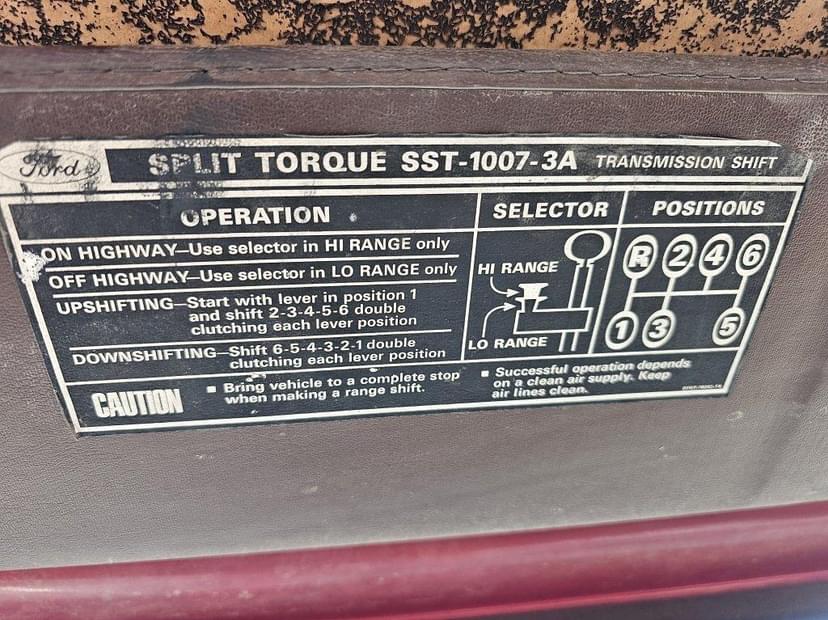 Ford
SPLIT TORQUE SST-1007-3A TRANSMISSION SHIFT
OPERATION
ON HIGHWAY—Use selector in HI RANGE only
OFF HIGHWAY—Use selector in LO RANGE only
UPSHIFTING—Start with lever in position 1
and shift 2-3-4-5-6 double
clutching each lever position
DOWNSHIFTING—Shift 6-5-4-3-2-1 double
clutching each lever position
SELECTOR
HI RANGE
LO RANGE
POSITIONS
R 2 4 6
1 3 5
CAUTION
▪ Bring vehicle to a complete stop
when making a range shift.
▪ Successful operation depends
on a clean air supply. Keep
air lines clean.